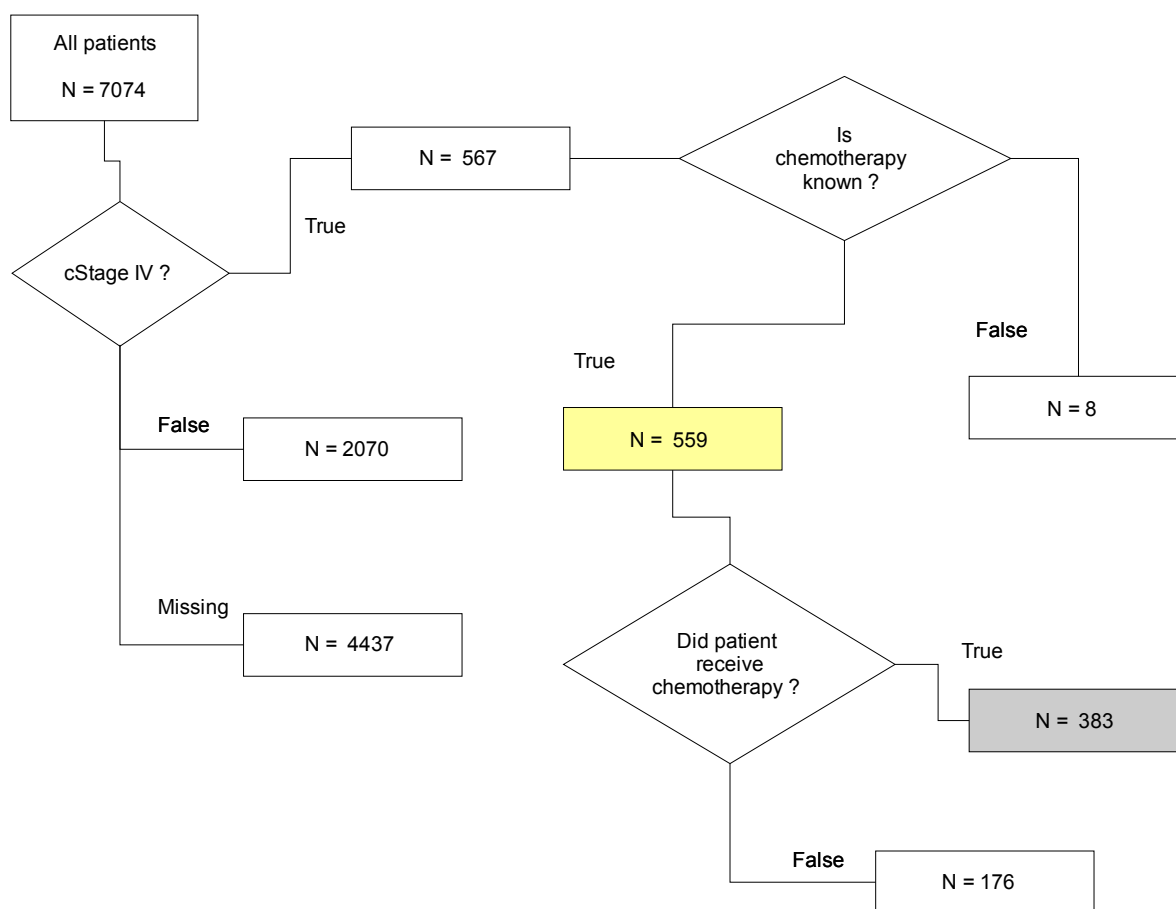 All patients
N = 7074
N = 567
Is
chemotherapy
known ?
True
cStage IV ?
False
True
N = 8
False
N = 559
N = 2070
Missing
N = 4437
Did patient
receive
chemotherapy ?
True
N = 383
False
N = 176